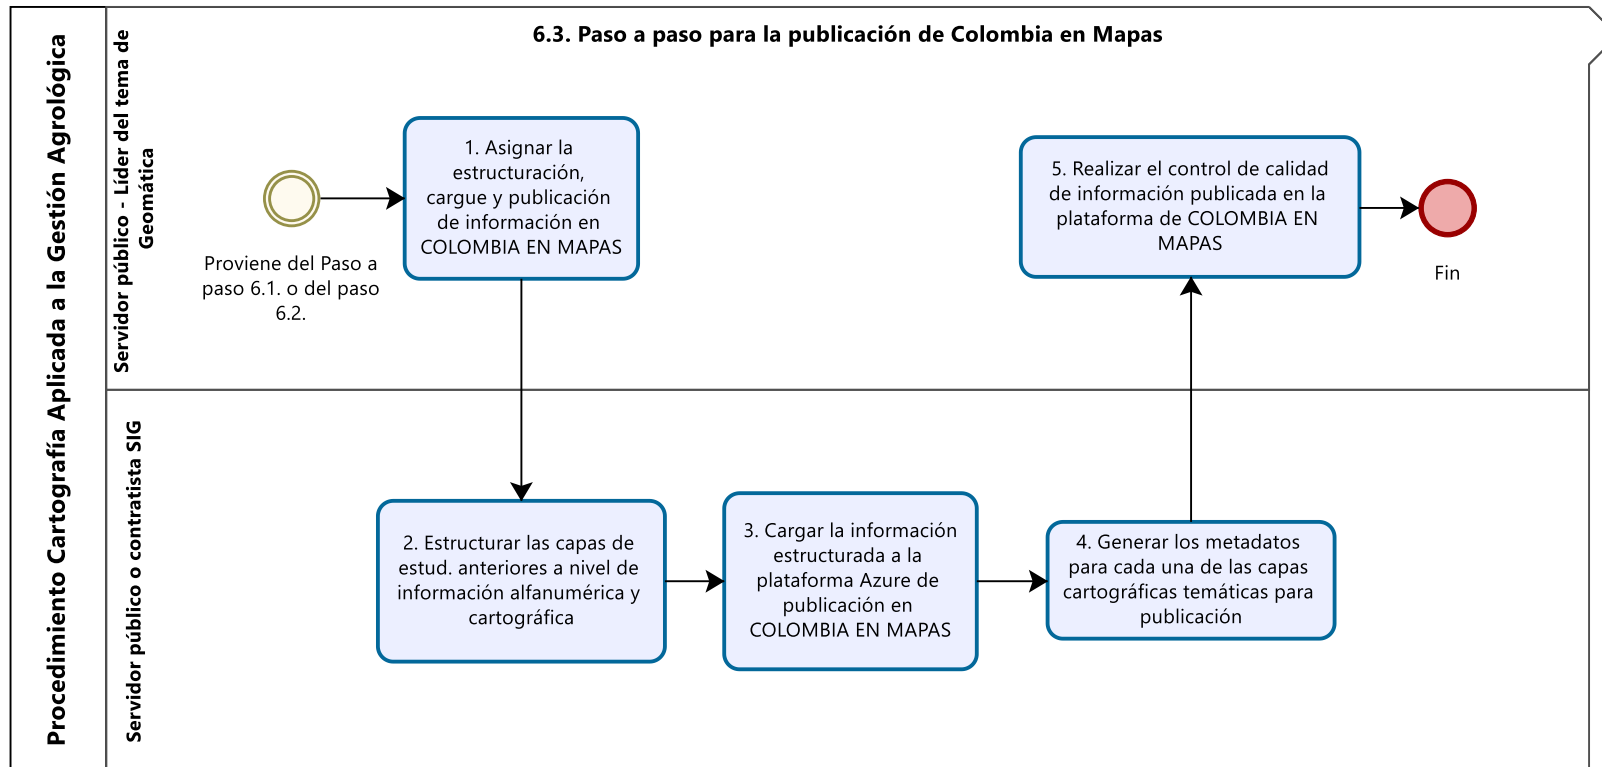 Procedimiento Cartografía Aplicada a la Gestión Agrológica
6.3. Paso a paso para la publicación de Colombia en Mapas
Servidor público - Líder del tema de
Geomática
Proviene del Paso a
paso 6.1. o del paso
6.2.
1. Asignar la
estructuración,
cargue y publicación
de información en
COLOMBIA EN MAPAS
5. Realizar el control de calidad
de información publicada en la
plataforma de COLOMBIA EN
MAPAS
Fin
Servidor público o contratista SIG
2. Estructurar las capas de
estud. anteriores a nivel de
información alfanumérica y
cartográfica
3. Cargar la información
estructurada a la
plataforma Azure de
publicación en
COLOMBIA EN MAPAS
4. Generar los metadatos
para cada una de las capas
cartográficas temáticas para
publicación